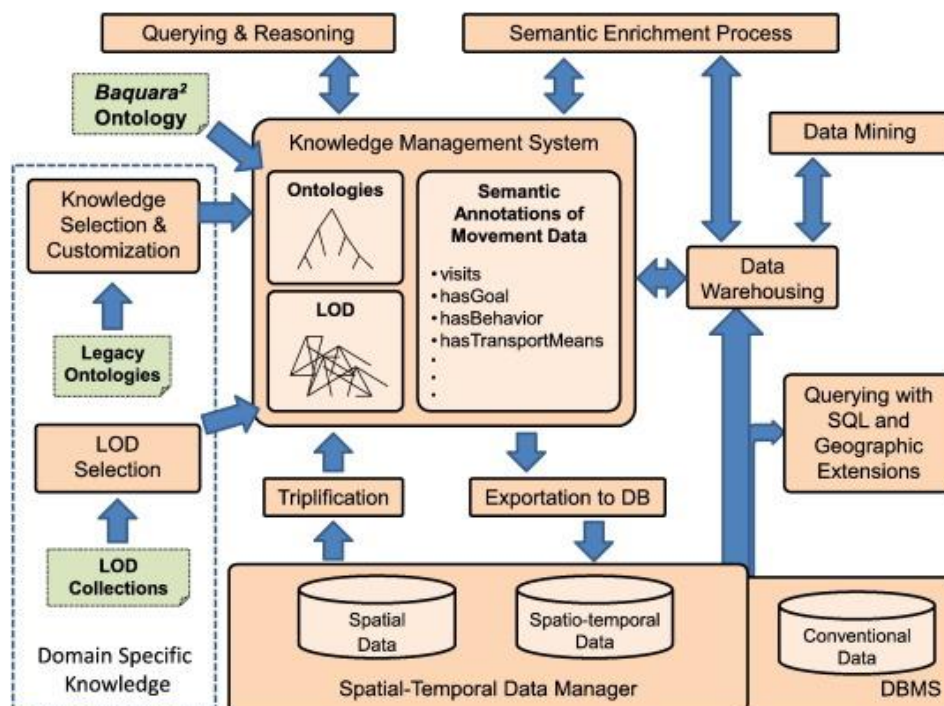 Querying & Reasoning
Semantic Enrichment Process
Baquara²
Ontology
Data Mining
Knowledge Management System
Knowledge
Selection &
Customization
Ontologies
Semantic
Annotations of
Movement Data
• visits
• hasGoal
• hasBehavior
• hasTransportMeans
•
•
•
LOD
Data
Warehousing
Legacy
Ontologies
LOD
Selection
Querying with
SQL and
Geographic
Extensions
Triplification
Exportation to DB
LOD
Collections
Spatial
Data
Spatio-temporal
Data
Conventional
Data
Domain Specific
Knowledge
Spatial-Temporal Data Manager
DBMS